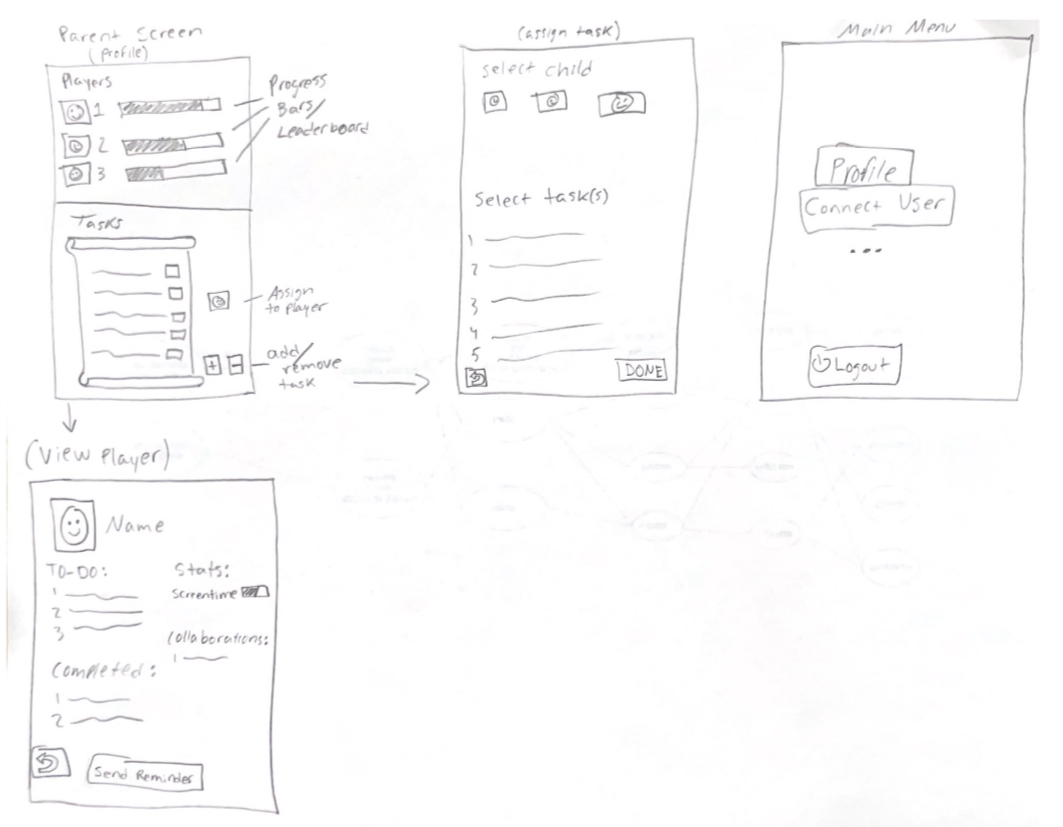 Parent Screen
(Profile)
Players
1
2
3
Progress
Bars/
Leaderboard
Tasks
Assign
to player
+ -
add/
remove
task
(assign task)
Select child
Select task(s)
1
2
3
4
5
DONE
Main Menu
Profile
Connect User
...
Logout
(View Player)
Name
TO-DO:
1
2
3
Stats:
Screentime
Collaborations:
1
Completed:
1
2
Send Reminder